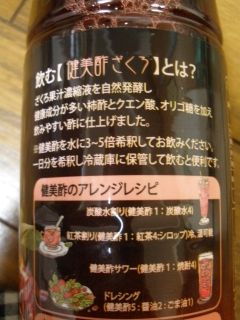 飲む【健美酢ざくろ】とは？
ざくろ果汁濃縮液を自然発酵し
健康成分が多い柿酢とクエン酸、オリゴ糖を加え
飲みやすい酢に仕上げました。
※健美酢を水に3～5倍希釈してお飲みください。
一日分を希釈し冷蔵庫に保管して飲むと便利です。
健美酢のアレンジレシピ
炭酸水割り(健美酢1：炭酸水4)
紅茶割り(健美酢1：紅茶4:シロップ)冷、温可能
健美酢サワー(健美酢1：焼酎4)
ドレシング
(健美酢5：醤油2：ごま油1)